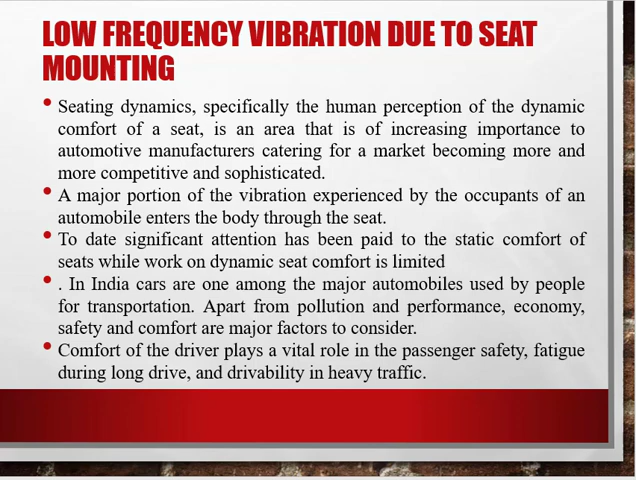 LOW FREQUENCY VIBRATION DUE TO SEAT
MOUNTING
• Seating dynamics, specifically the human perception of the dynamic
comfort of a seat, is an area that is of increasing importance to
automotive manufacturers catering for a market becoming more and
more competitive and sophisticated.
• A major portion of the vibration experienced by the occupants of an
automobile enters the body through the seat.
• To date significant attention has been paid to the static comfort of
seats while work on dynamic seat comfort is limited
• . In India cars are one among the major automobiles used by people
for transportation. Apart from pollution and performance, economy,
safety and comfort are major factors to consider.
• Comfort of the driver plays a vital role in the passenger safety, fatigue
during long drive, and drivability in heavy traffic.